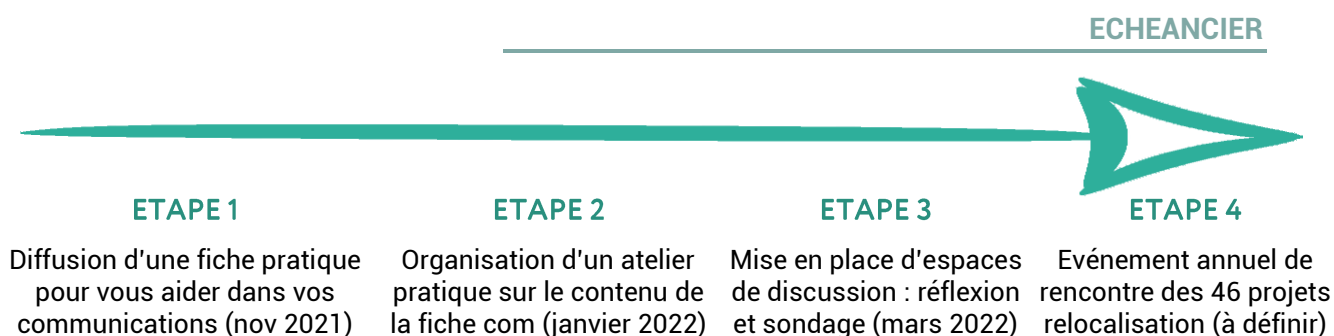 ECHEANCIER
ETAPE 1
Diffusion d'une fiche pratique
pour vous aider dans vos
communications (nov 2021)
ETAPE 2
Organisation d'un atelier
pratique sur le contenu de
la fiche com (janvier 2022)
ETAPE 3
Mise en place d'espaces
de discussion : réflexion
et sondage (mars 2022)
ETAPE 4
Evénement annuel de
rencontre des 46 projets
relocalisation (à définir)